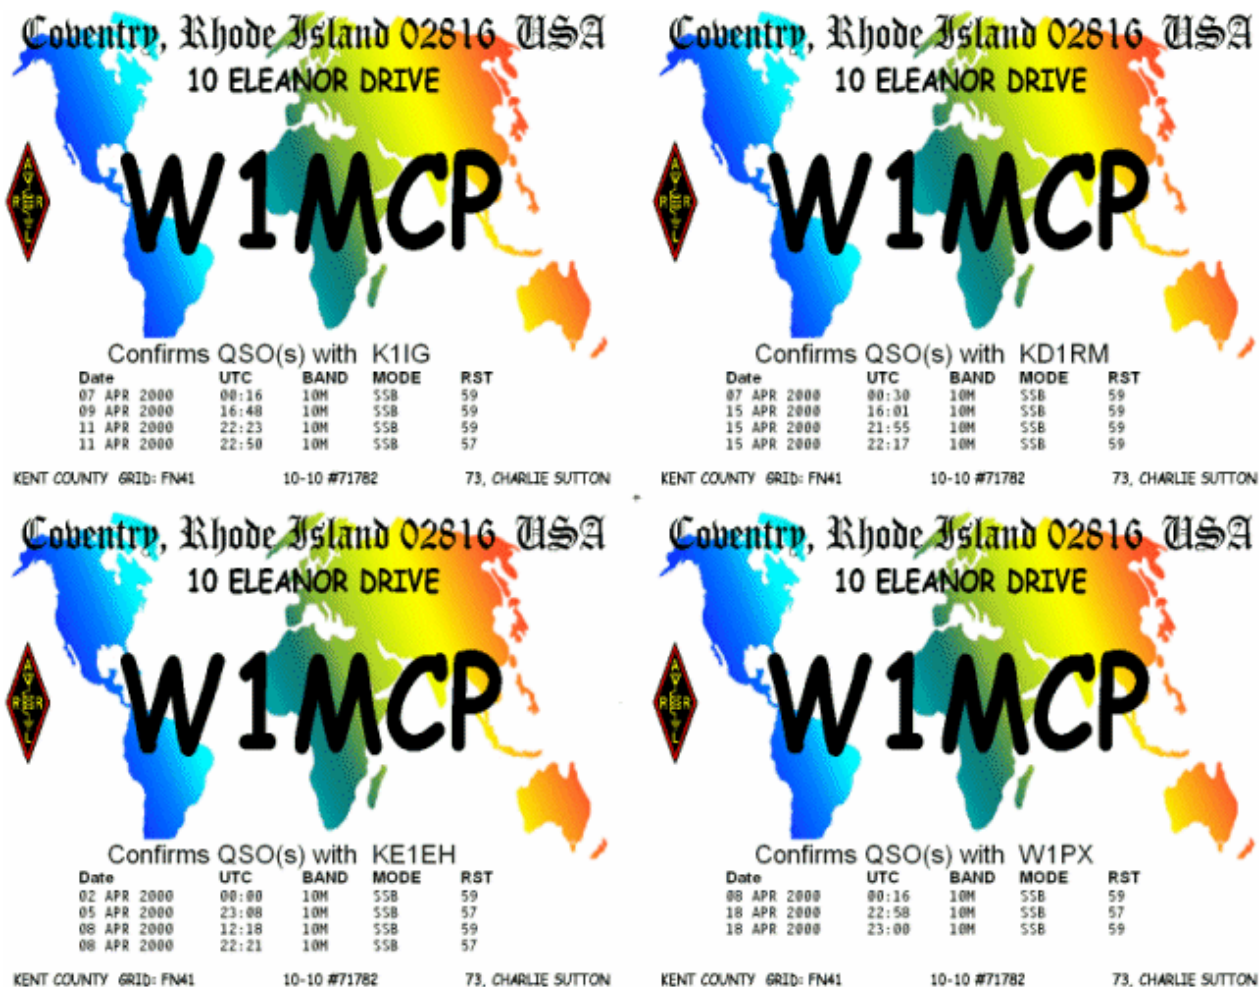 Coventry, Rhode Island 02816 USA
10 ELEANOR DRIVE
W1MCP
ARRL
Confirms QSO(s) with K1IG
Date UTC BAND MODE RST
07 APR 2000 00:16 10M SSB 59
09 APR 2000 16:48 10M SSB 59
11 APR 2000 22:23 10M SSB 59
11 APR 2000 22:50 10M SSB 57
KENT COUNTY GRID: FN41 10-10 #71782 73, CHARLIE SUTTON
Coventry, Rhode Island 02816 USA
10 ELEANOR DRIVE
W1MCP
ARRL
Confirms QSO(s) with KD1RM
Date UTC BAND MODE RST
07 APR 2000 00:30 10M SSB 59
15 APR 2000 16:01 10M SSB 59
15 APR 2000 21:55 10M SSB 59
15 APR 2000 22:17 10M SSB 59
KENT COUNTY GRID: FN41 10-10 #71782 73, CHARLIE SUTTON
Coventry, Rhode Island 02816 USA
10 ELEANOR DRIVE
W1MCP
ARRL
Confirms QSO(s) with KE1EH
Date UTC BAND MODE RST
02 APR 2000 00:00 10M SSB 59
05 APR 2000 23:08 10M SSB 57
08 APR 2000 12:18 10M SSB 59
08 APR 2000 22:21 10M SSB 57
KENT COUNTY GRID: FN41 10-10 #71782 73, CHARLIE SUTTON
Coventry, Rhode Island 02816 USA
10 ELEANOR DRIVE
W1MCP
ARRL
Confirms QSO(s) with W1PX
Date UTC BAND MODE RST
08 APR 2000 00:16 10M SSB 59
18 APR 2000 22:58 10M SSB 57
18 APR 2000 23:00 10M SSB 59
KENT COUNTY GRID: FN41 10-10 #71782 73, CHARLIE SUTTON